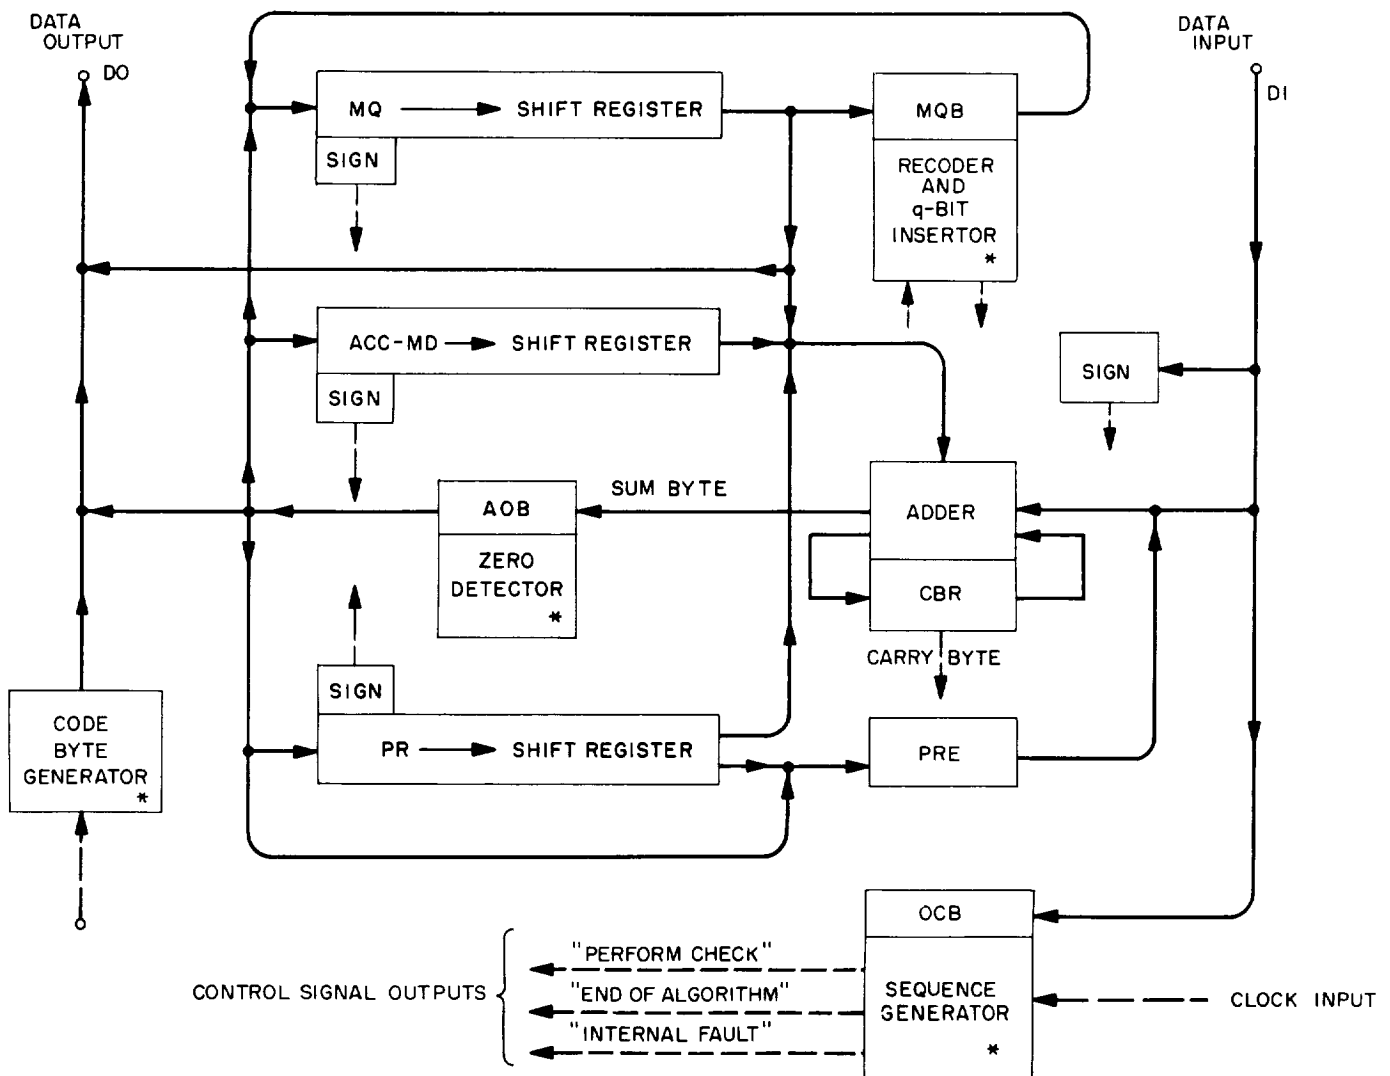 DATA
OUTPUT
DO
DATA
INPUT
DI
MQ SHIFT REGISTER
SIGN
MQB
RECODER
AND
q-BIT
INSERTOR
*
ACC-MD SHIFT REGISTER
SIGN
SIGN
AOB
ZERO
DETECTOR
*
SUM BYTE
ADDER
CBR
CARRY BYTE
SIGN
PR SHIFT REGISTER
PRE
CODE
BYTE
GENERATOR
*
OCB
SEQUENCE
GENERATOR
*
CONTROL SIGNAL OUTPUTS
"PERFORM CHECK"
"END OF ALGORITHM"
"INTERNAL FAULT"
CLOCK INPUT